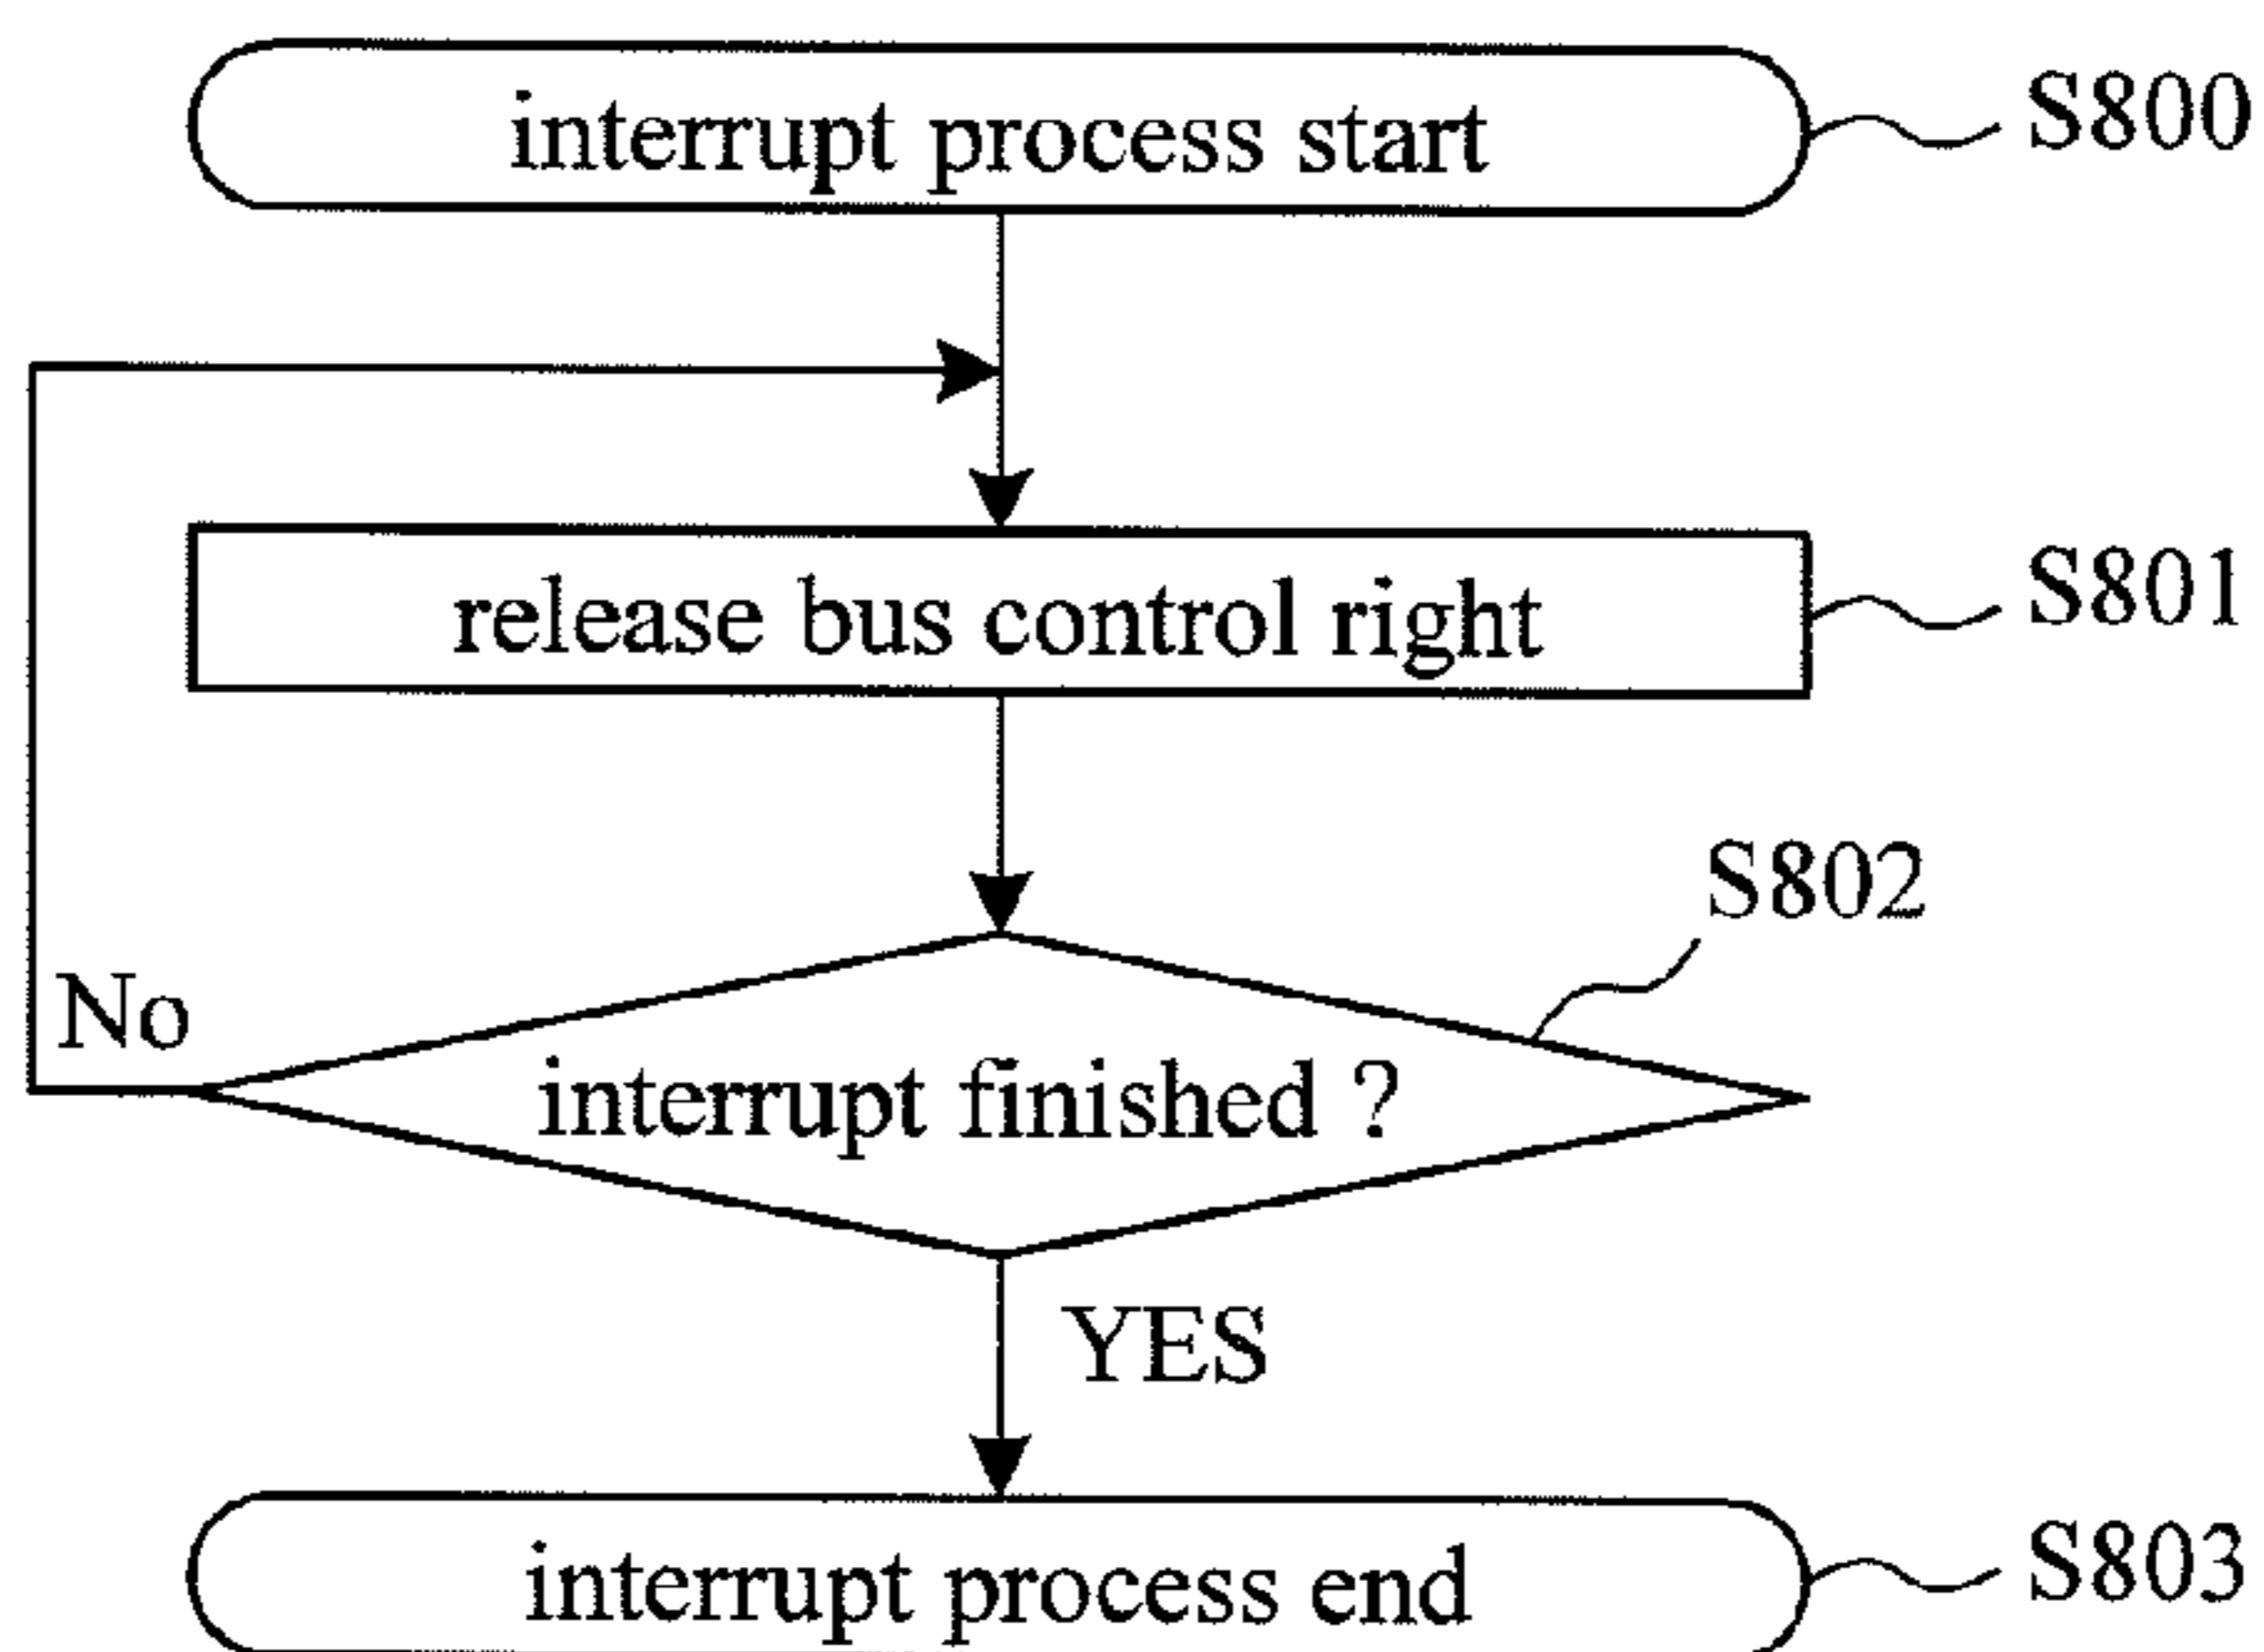 interrupt process start
S800
release bus control right
S801
S802
No
interrupt finished ?
YES
interrupt process end
S803